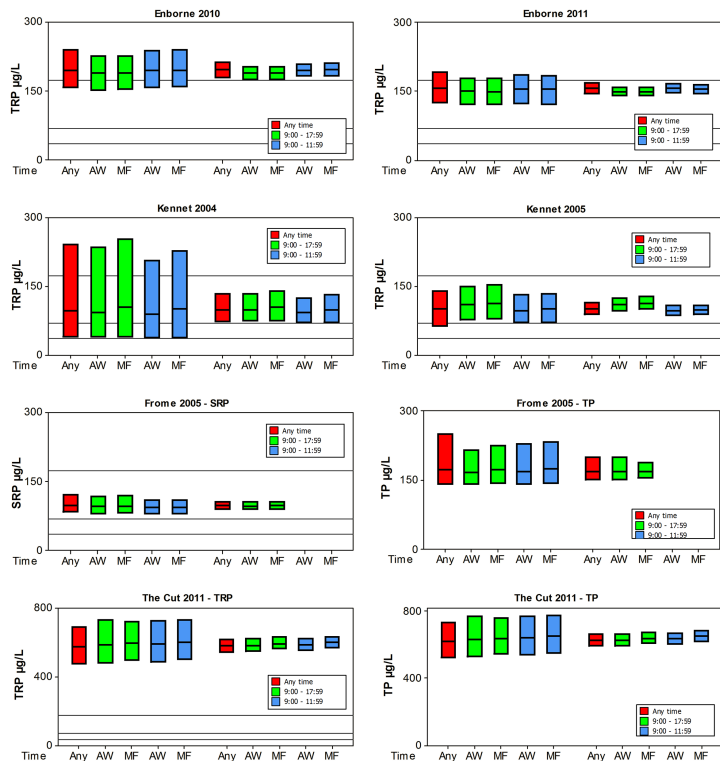 Enborne 2010
TRP µg/L
300
150
0
Any time
9:00 - 17:59
9:00 - 11:59
Time Any AW MF AW MF Any AW MF AW MF
Enborne 2011
TRP µg/L
300
150
0
Any time
9:00 - 17:59
9:00 - 11:59
Time Any AW MF AW MF Any AW MF AW MF
Kennet 2004
TRP µg/L
300
150
0
Any time
9:00 - 17:59
9:00 - 11:59
Time Any AW MF AW MF Any AW MF AW MF
Kennet 2005
TRP µg/L
300
150
0
Any time
9:00 - 17:59
9:00 - 11:59
Time Any AW MF AW MF Any AW MF AW MF
Frome 2005 - SRP
SRP µg/L
300
150
0
Any time
9:00 - 17:59
9:00 - 11:59
Time Any AW MF AW MF Any AW MF AW MF
Frome 2005 - TP
TP µg/L
300
150
0
Any time
9:00 - 17:59
9:00 - 11:59
Time Any AW MF AW MF Any AW MF AW MF
The Cut 2011 - TRP
TRP µg/L
800
400
0
Any time
9:00 - 17:59
9:00 - 11:59
Time Any AW MF AW MF Any AW MF AW MF
The Cut 2011 - TP
TP µg/L
800
400
0
Any time
9:00 - 17:59
9:00 - 11:59
Time Any AW MF AW MF Any AW MF AW MF